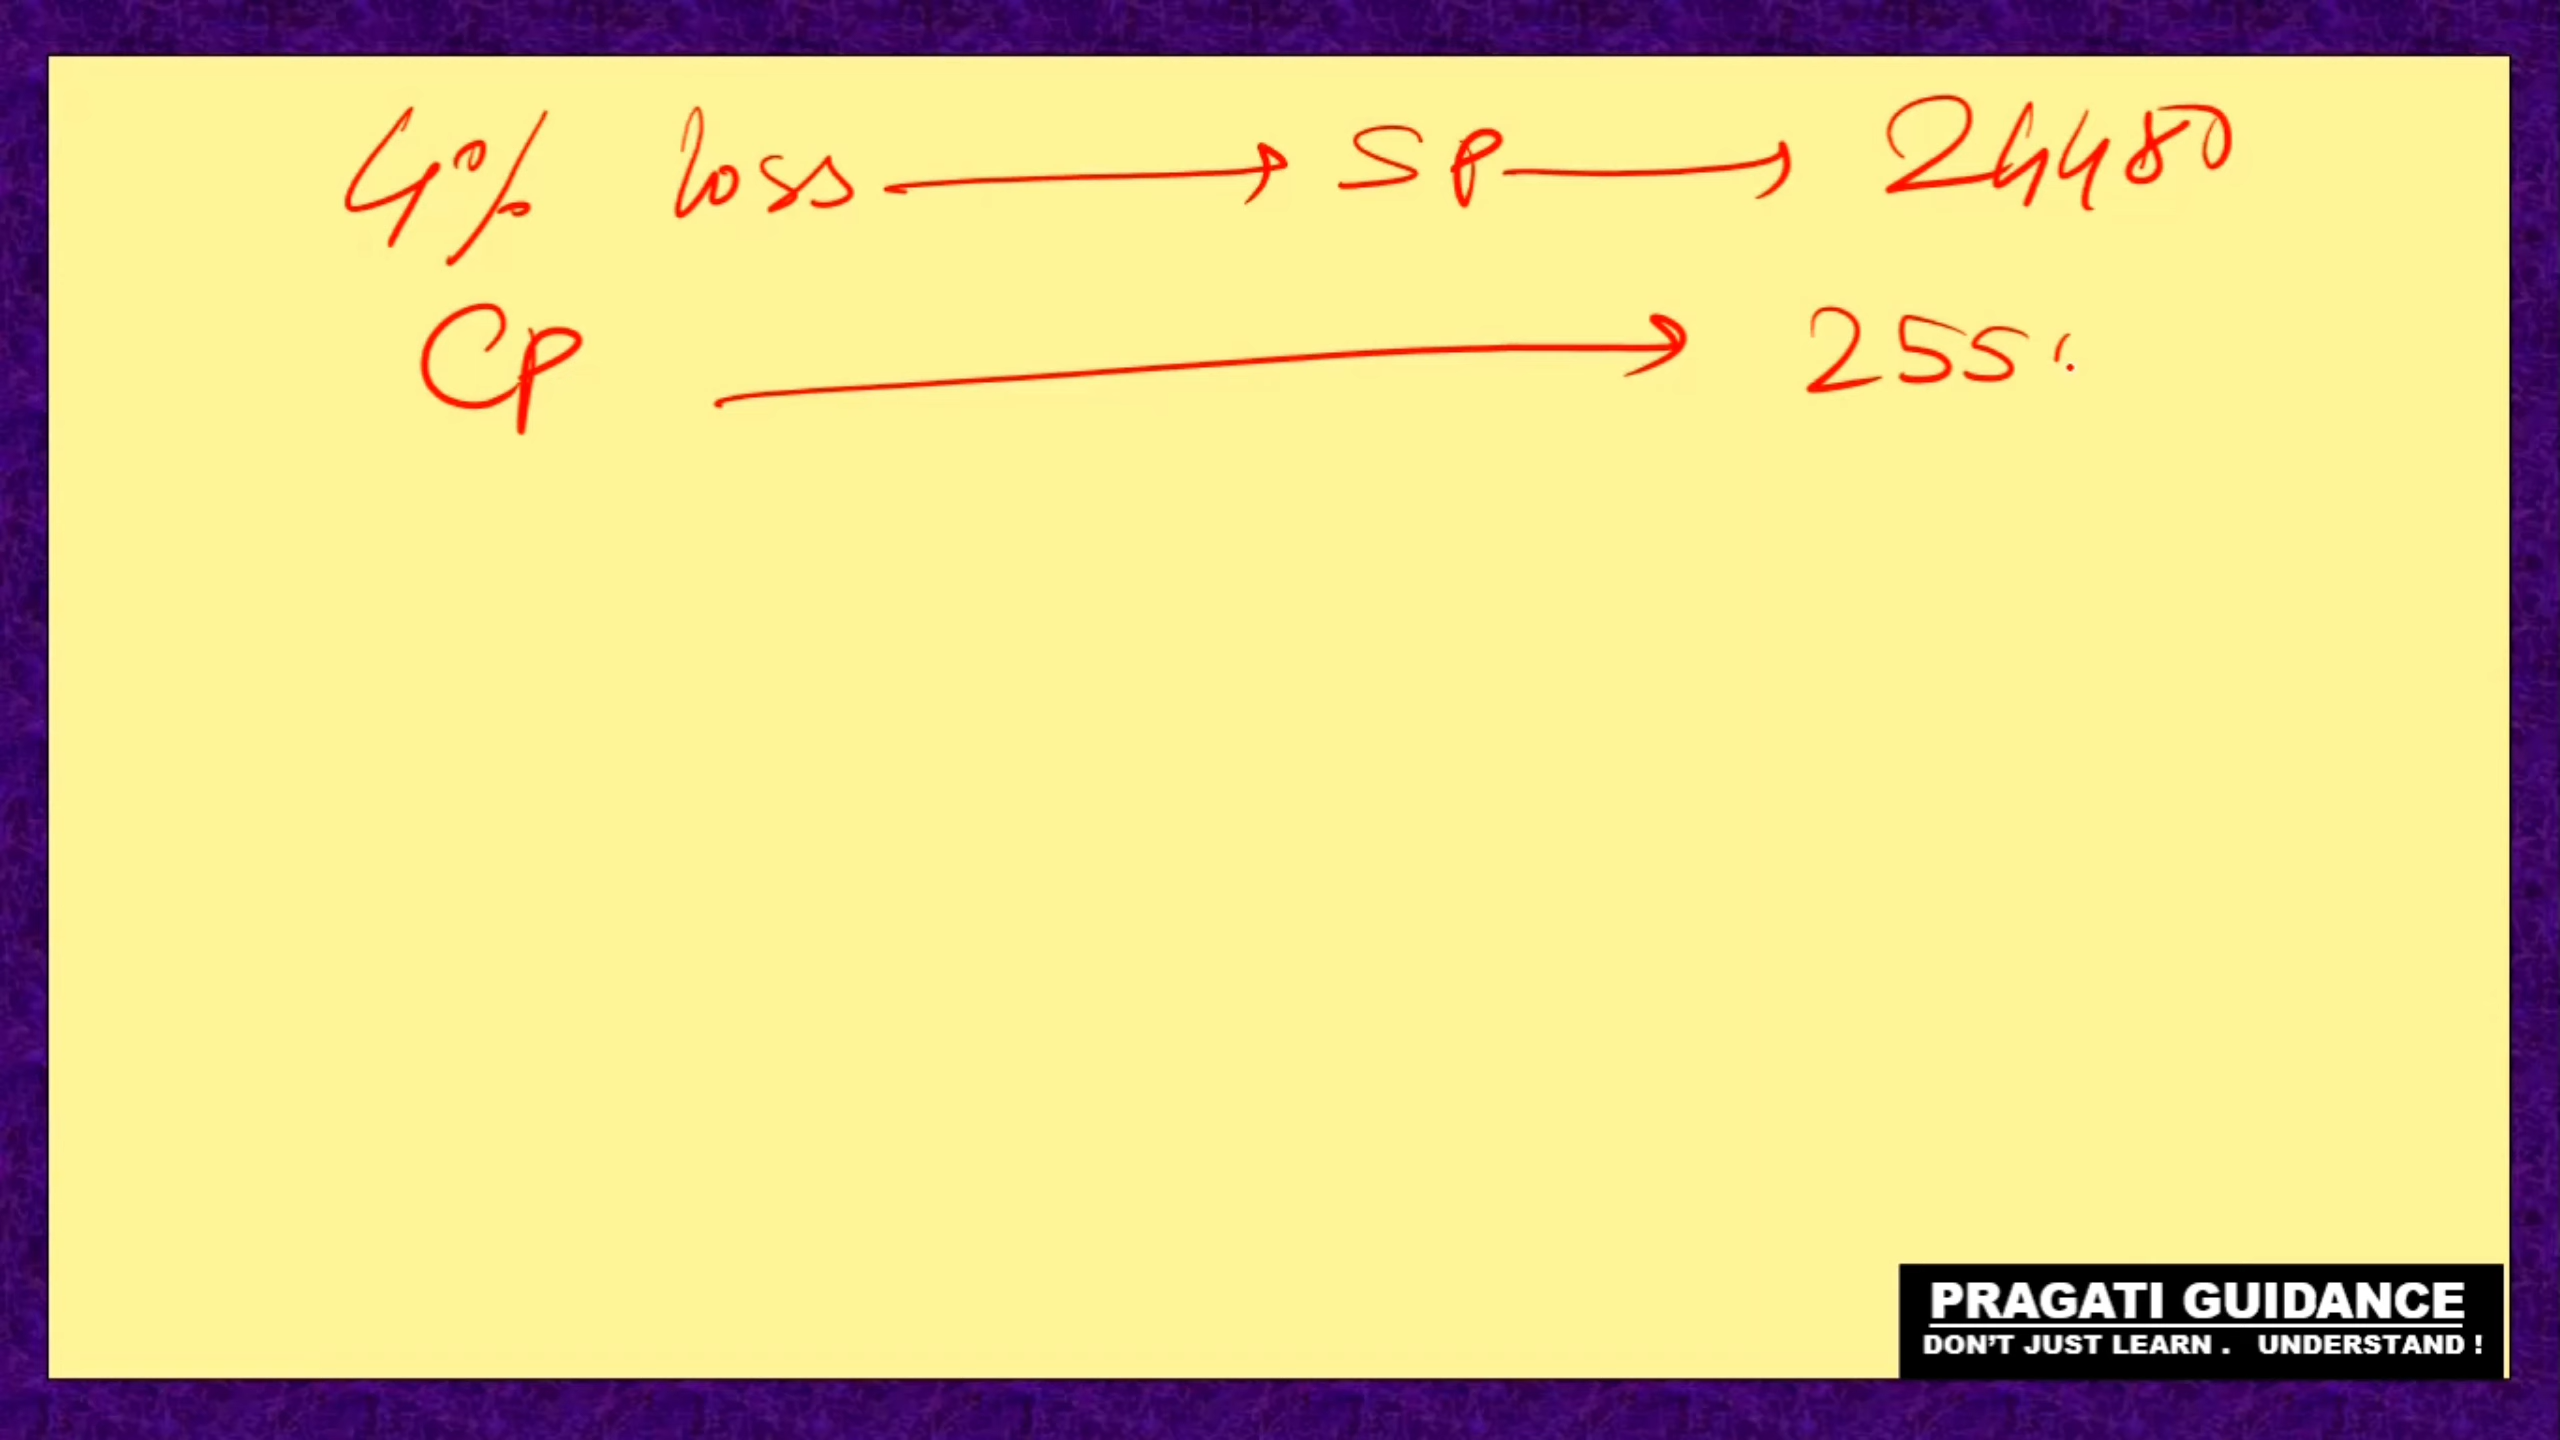 4% loss → SP → 24480
CP → 255
PRAGATI GUIDANCE
DON'T JUST LEARN . UNDERSTAND !